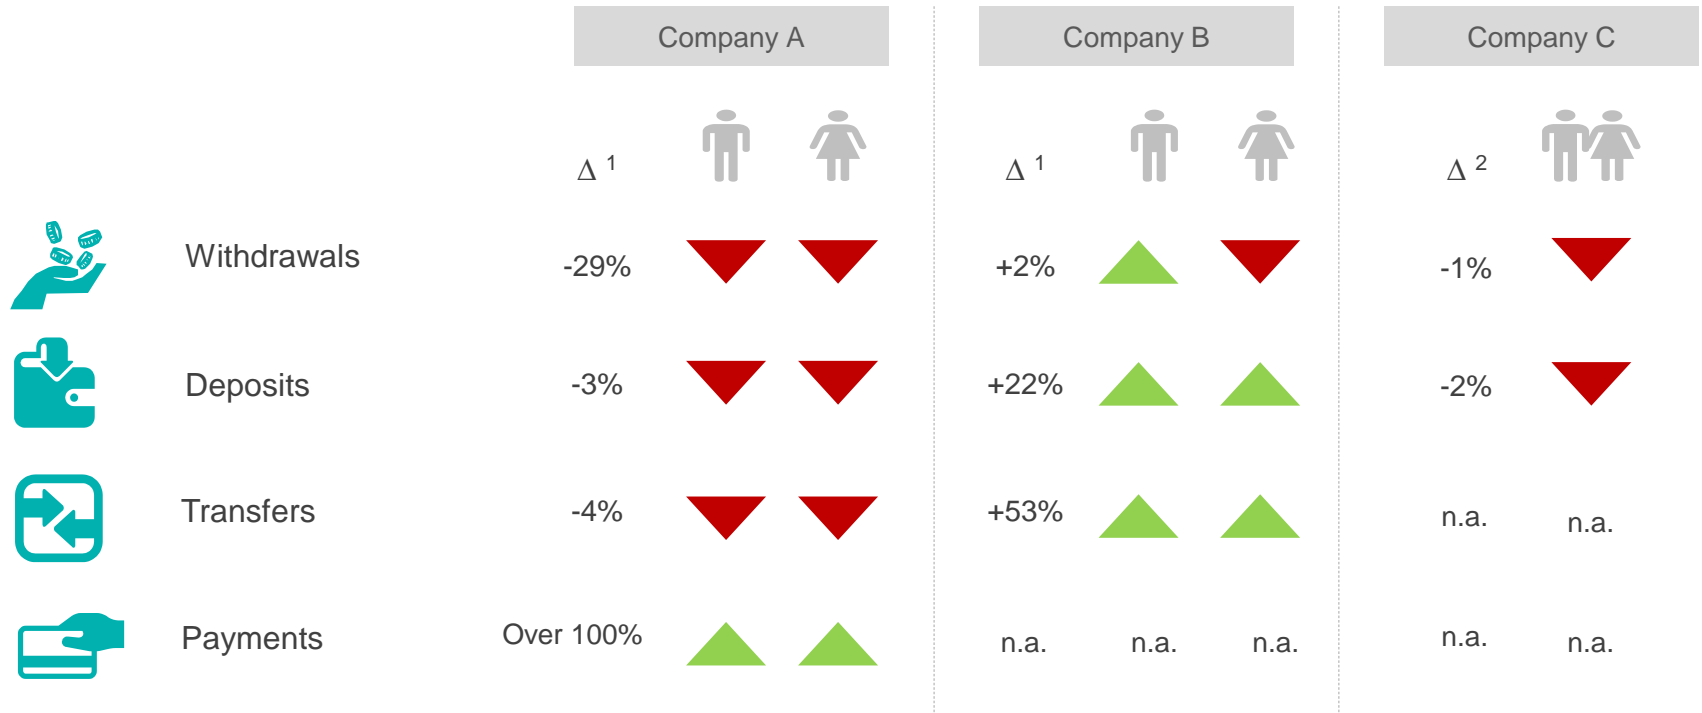 Company A Company B Company C
Δ 1 Δ 1 Δ 2
Withdrawals -29% +2% -1%
Deposits -3% +22% -2%
Transfers -4% +53% n.a. n.a.
Payments Over 100% n.a. n.a. n.a. n.a. n.a.